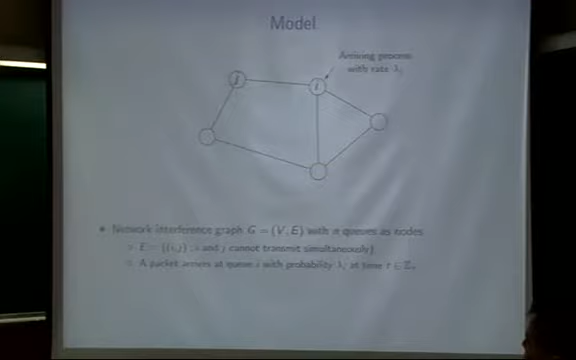 Model
Arriving process
with rate λᵢ
j
i
• Network interference graph G = (V, E) with n queues as nodes
E = {(i, j) : i and j cannot transmit simultaneously}
A packet arrives at queue i with probability λᵢ at time t ∈ ℤ₊